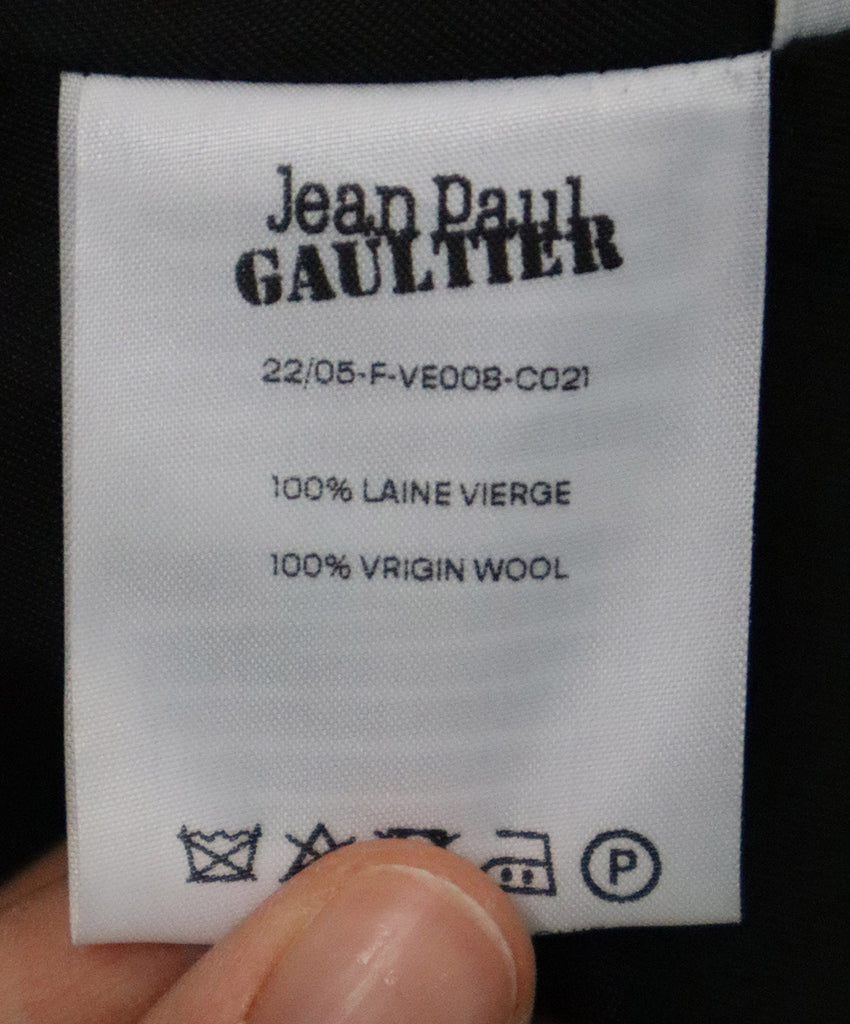 Jean Paul
GAULTIER
22/05-F-VE008-C021
100% LAINE VIERGE
100% VRIGIN WOOL
P